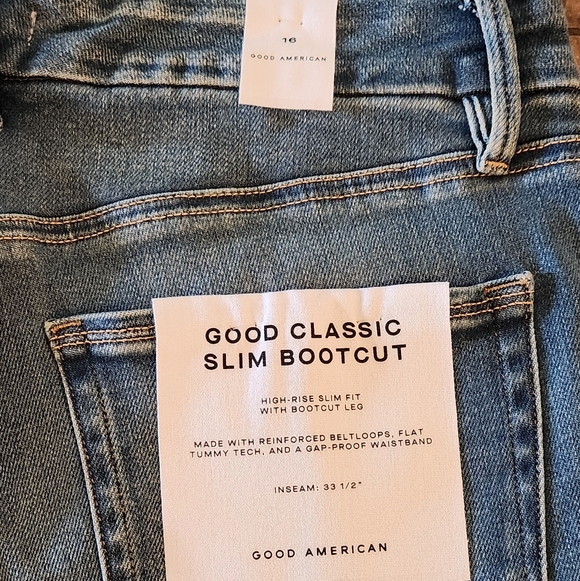 16
GOOD AMERICAN
GOOD CLASSIC
SLIM BOOTCUT
HIGH-RISE SLIM FIT
WITH BOOTCUT LEG
MADE WITH REINFORCED BELTLOOPS, FLAT
TUMMY TECH, AND A GAP-PROOF WAISTBAND
INSEAM: 33 1/2"
GOOD AMERICAN